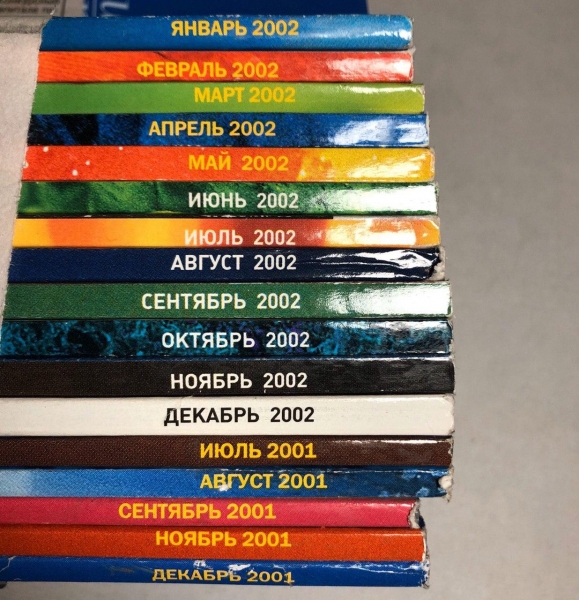 ЯНВАРЬ 2002
ФЕВРАЛЬ 2002
МАРТ 2002
АПРЕЛЬ 2002
МАЙ 2002
ИЮНЬ 2002
ИЮЛЬ 2002
АВГУСТ 2002
СЕНТЯБРЬ 2002
ОКТЯБРЬ 2002
НОЯБРЬ 2002
ДЕКАБРЬ 2002
ИЮЛЬ 2001
АВГУСТ 2001
СЕНТЯБРЬ 2001
НОЯБРЬ 2001
ДЕКАБРЬ 2001